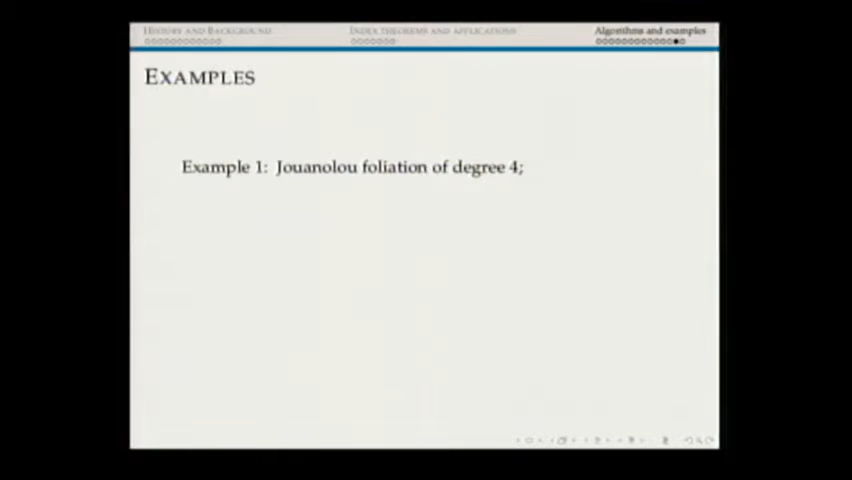 History and Background
Index theorems and applications
Algorithms and examples
Examples
Example 1: Jouanolou foliation of degree 4;